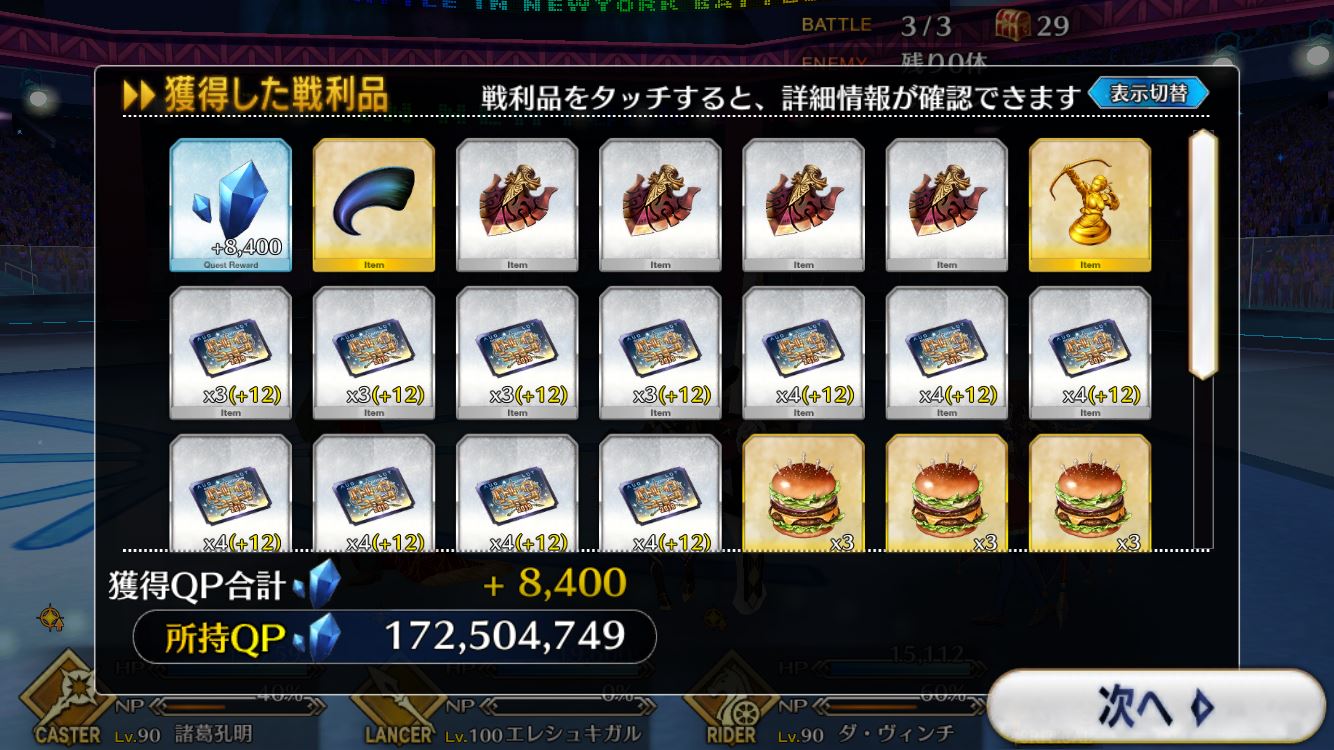 BATTLE IN NEWYORK BATTLE
BATTLE 3/3 29
ENEMY 残り0体
獲得した戦利品 戦利品をタッチすると、詳細情報が確認できます 表示切替
+8,400
Quest Reward Item Item Item Item Item Item
x3(+12) x3(+12) x3(+12) x3(+12) x4(+12) x4(+12) x4(+12)
Item Item Item Item Item Item Item
x4(+12) x4(+12) x4(+12) x4(+12) x3 x3 x3
獲得QP合計 + 8,400
所持QP 172,504,749
HP HP HP 15,112
NP 40% NP 0% NP 60%
CASTER Lv.90 諸葛孔明 LANCER Lv.100 エレシュキガル RIDER Lv.90 ダ・ヴィンチ
次へ